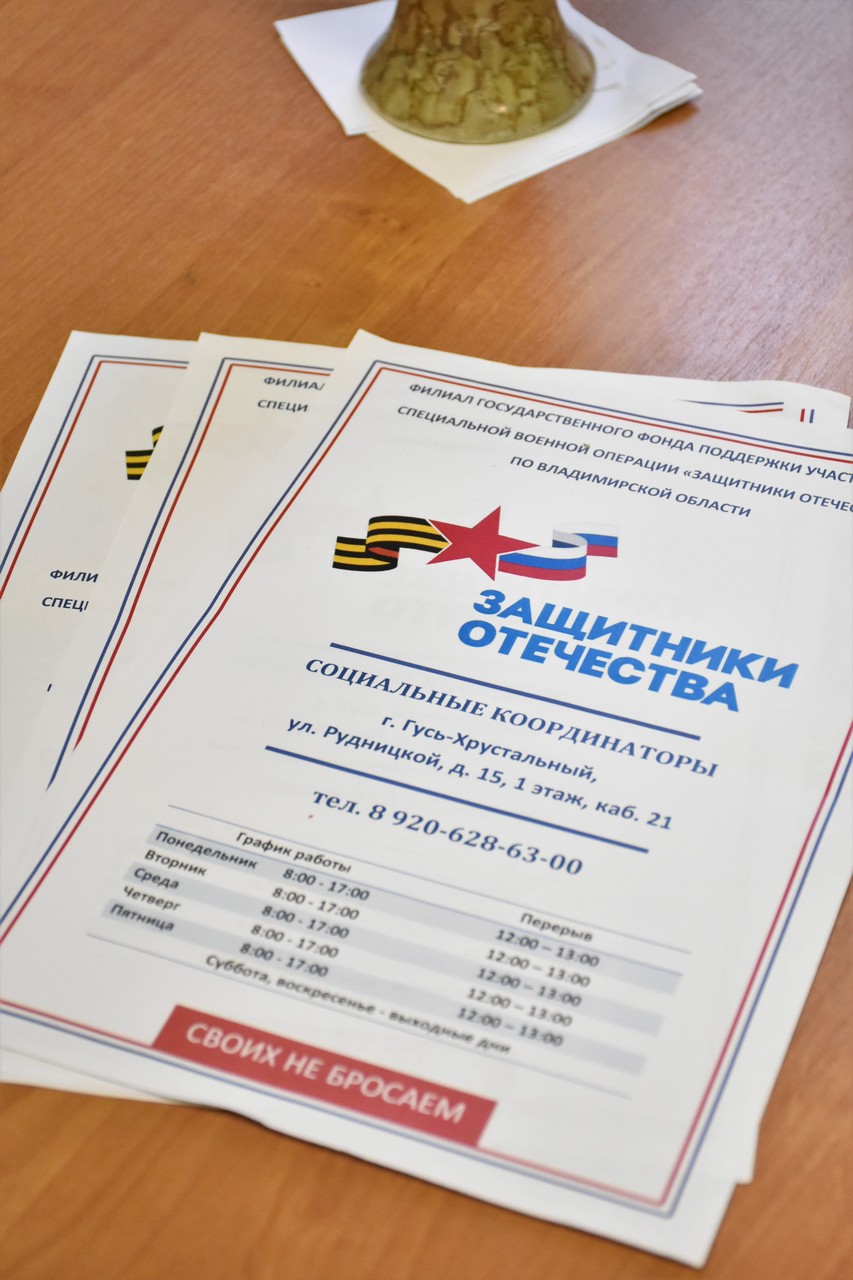 ФИЛИАЛ ГОСУДАРСТВЕННОГО ФОНДА ПОДДЕРЖКИ УЧАСТ
СПЕЦИАЛЬНОЙ ВОЕННОЙ ОПЕРАЦИИ «ЗАЩИТНИКИ ОТЕЧЕС
ПО ВЛАДИМИРСКОЙ ОБЛАСТИ
ЗАЩИТНИКИ
ОТЕЧЕСТВА
СОЦИАЛЬНЫЕ КООРДИНАТОРЫ
г. Гусь-Хрустальный,
ул. Рудницкой, д. 15, 1 этаж, каб. 21
тел. 8 920-628-63-00
График работы Перерыв
Понедельник 8:00 - 17:00 12:00 – 13:00
Вторник 8:00 - 17:00 12:00 – 13:00
Среда 8:00 - 17:00 12:00 – 13:00
Четверг 8:00 - 17:00 12:00 – 13:00
Пятница 8:00 - 17:00 12:00 – 13:00
Суббота, воскресенье - выходные дни
СВОИХ НЕ БРОСАЕМ
ФИЛИАЛ
СПЕЦИ
ФИЛИ
СПЕЦИ